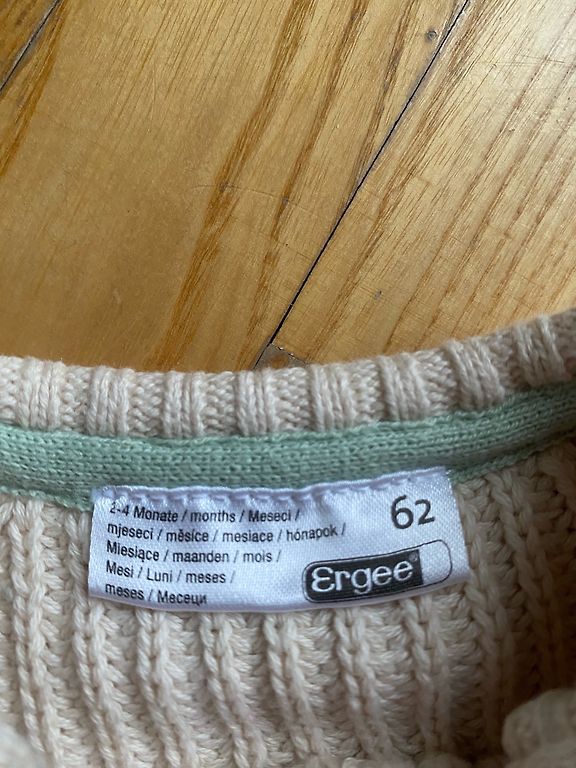 2-4 Monate / months / Meseci /
mjeseci / měsíce / mesiace / hónapok /
Miesiące / maanden / mois /
Mesi / Luni / meses /
meses / Месеци
62
Ergee®